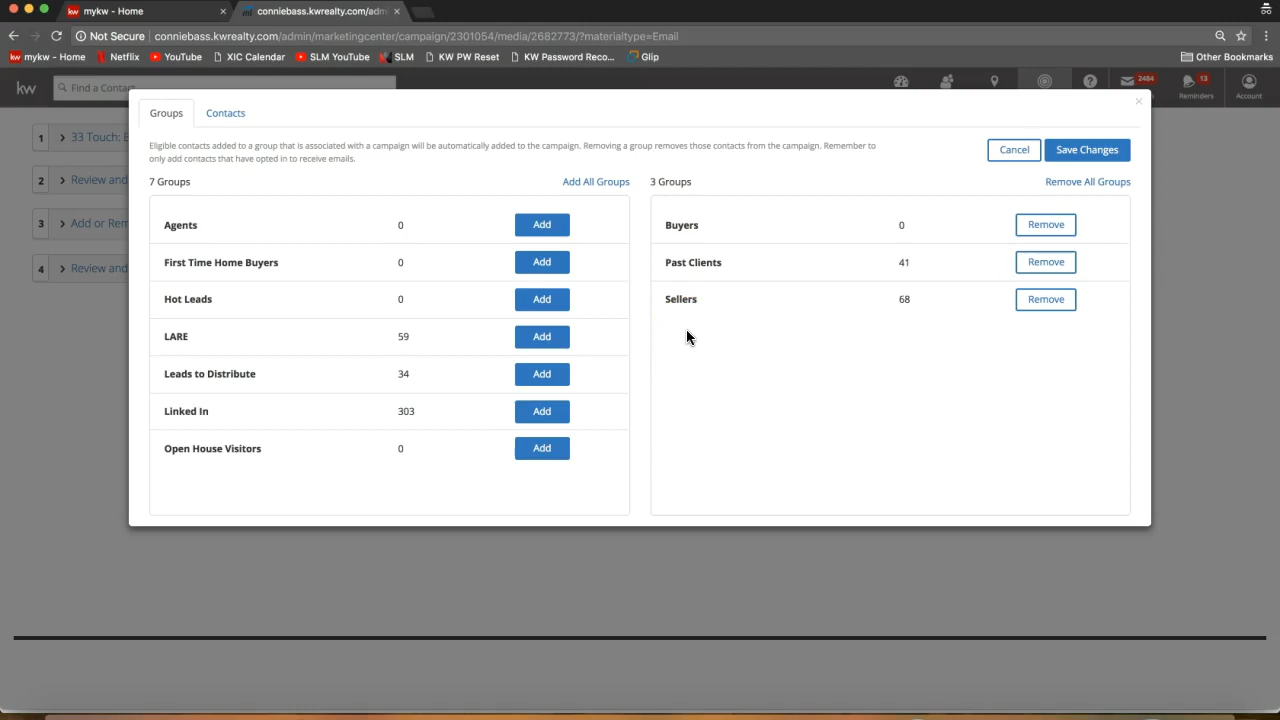 mykw - Home
conniebass.kwrealty.com/adm
Not Secure conniebass.kwrealty.com/admin/marketingcenter/campaign/2301054/media/2682773/?materialtype=Email
kw mykw - Home Netflix YouTube XIC Calendar SLM YouTube SLM KW PW Reset KW Password Reco... Glip Other Bookmarks
kw Find a Contact 2484 13
Reminders Account
Groups Contacts
Eligible contacts added to a group that is associated with a campaign will be automatically added to the campaign. Removing a group removes those contacts from the campaign. Remember to
only add contacts that have opted in to receive emails.
Cancel Save Changes
7 Groups Add All Groups 3 Groups Remove All Groups
Agents 0 Add Buyers 0 Remove
First Time Home Buyers 0 Add Past Clients 41 Remove
Hot Leads 0 Add Sellers 68 Remove
LARE 59 Add
Leads to Distribute 34 Add
Linked In 303 Add
Open House Visitors 0 Add
1 33 Touch:
2 Review and
3 Add or Rem
4 Review and